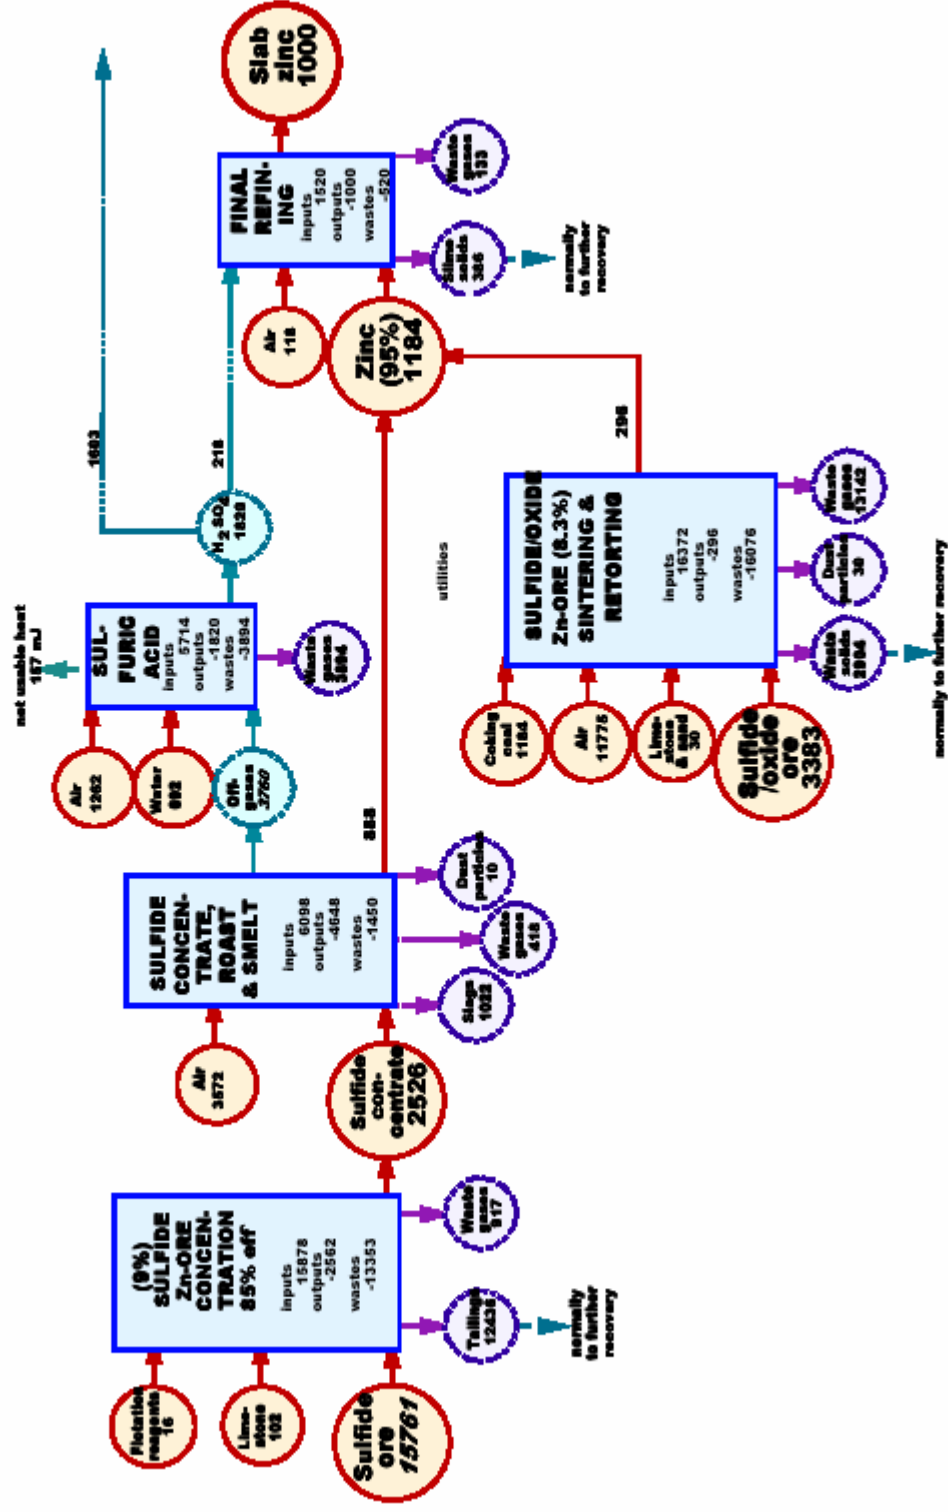 Flotation
reagents
16
Lime-
stone
102
Sulfide
ore
15761
(9%)
SULFIDE
Zn-ORE
CONCEN-
TRATION
85% eff
inputs
15878
outputs
-2562
wastes
-13353
Tailings
12436
normally
to further
recovery
Waste
gases
917
Sulfide
con-
centrate
2526
Air
3572
SULFIDE
CONCEN-
TRATE,
ROAST
& SMELT
inputs
6098
outputs
-4648
wastes
-1450
Slags
1022
Waste
gases
418
Dust
particles
10
888
Air
1262
Water
692
Off-
gases
3760
net usable heat
157 mJ
SUL-
FURIC
ACID
inputs
5714
outputs
-1820
wastes
-3894
Waste
gases
3894
H2SO4
1820
1603
218
utilities
Coking
coal
1184
Air
11775
Lime-
stone
& sand
30
Sulfide
/oxide
ore
3383
SULFIDE/OXIDE
Zn-ORE (8.3%)
SINTERING &
RETORTING
inputs
16372
outputs
-296
wastes
-16076
Waste
solids
2904
Dust
particles
30
Waste
gases
13142
normally to further recovery
296
Air
118
Zinc
(95%)
1184
FINAL
REFIN-
ING
inputs
1520
outputs
-1000
wastes
-520
Slime
solids
386
normally
to further
recovery
Waste
gases
133
Slab
zinc
1000